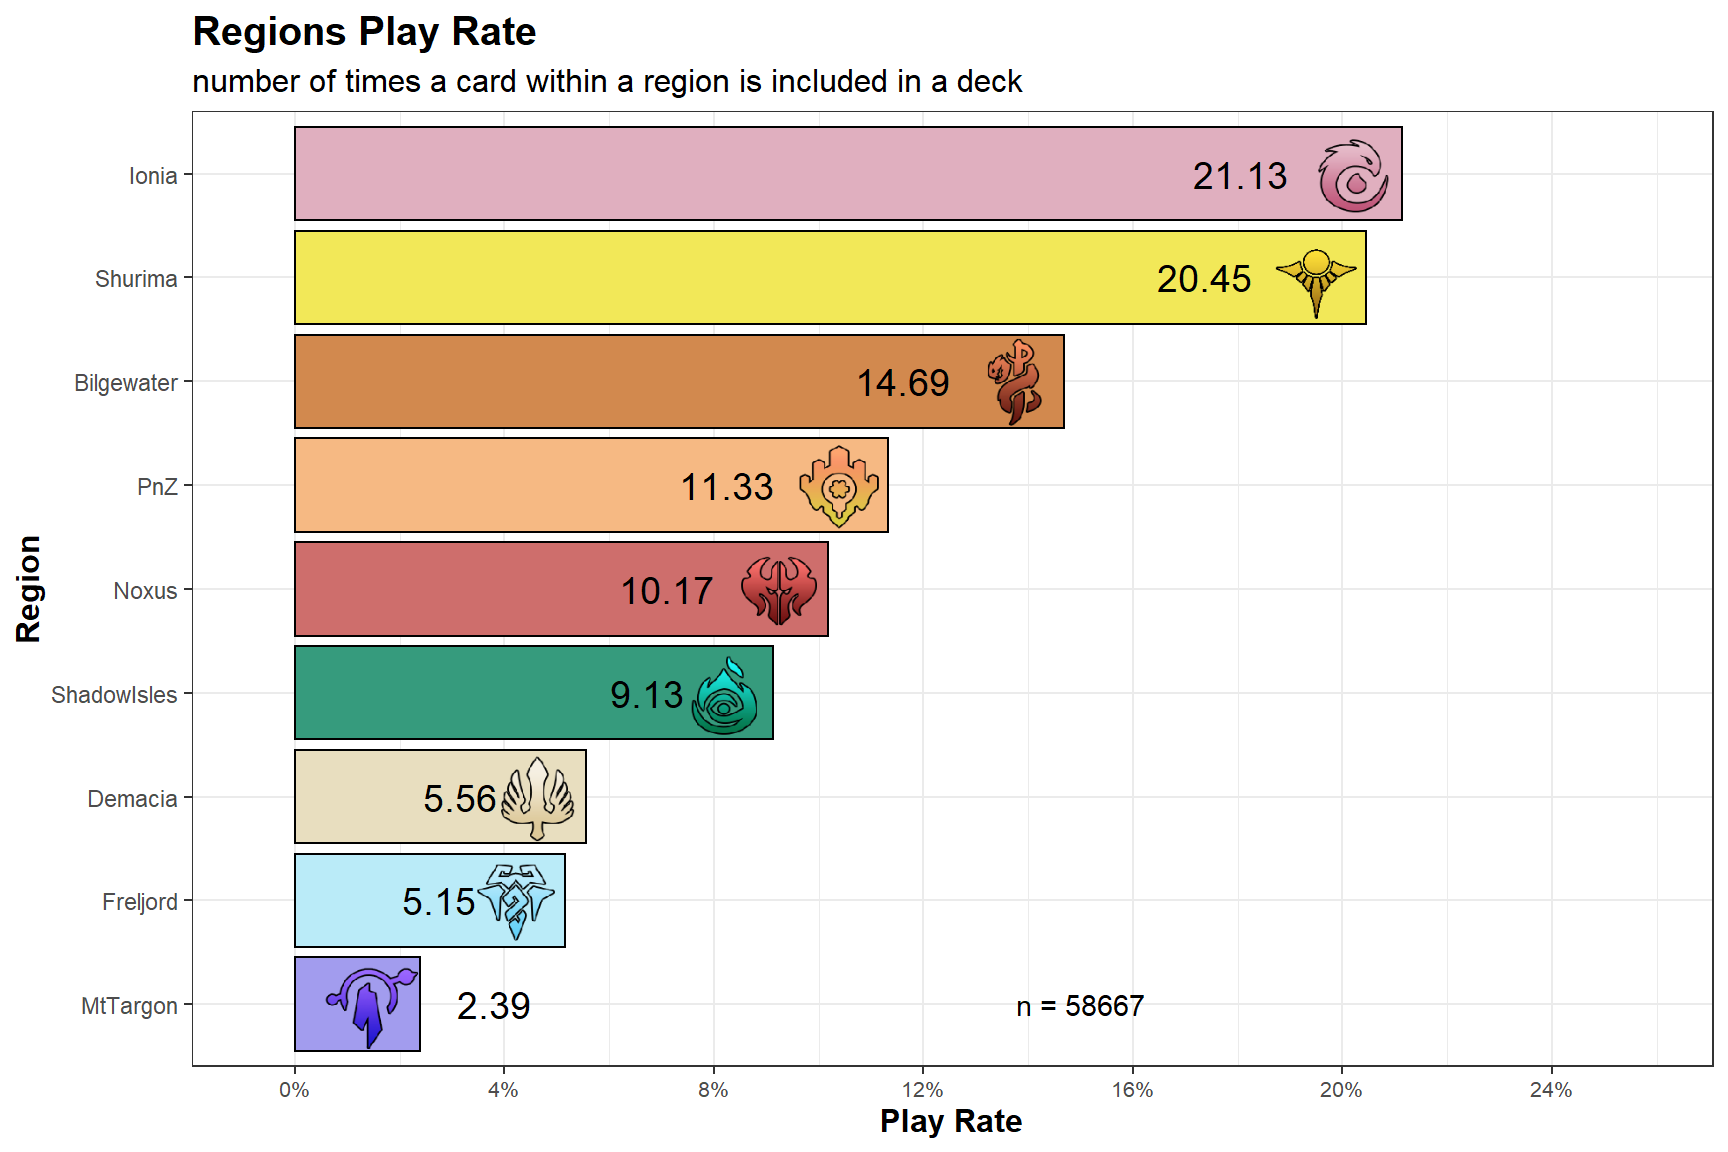 Regions Play Rate
number of times a card within a region is included in a deck
Region
Ionia
21.13
Shurima
20.45
Bilgewater
14.69
PnZ
11.33
Noxus
10.17
ShadowIsles
9.13
Demacia
5.56
Freljord
5.15
MtTargon
2.39
n = 58667
0% 4% 8% 12% 16% 20% 24%
Play Rate